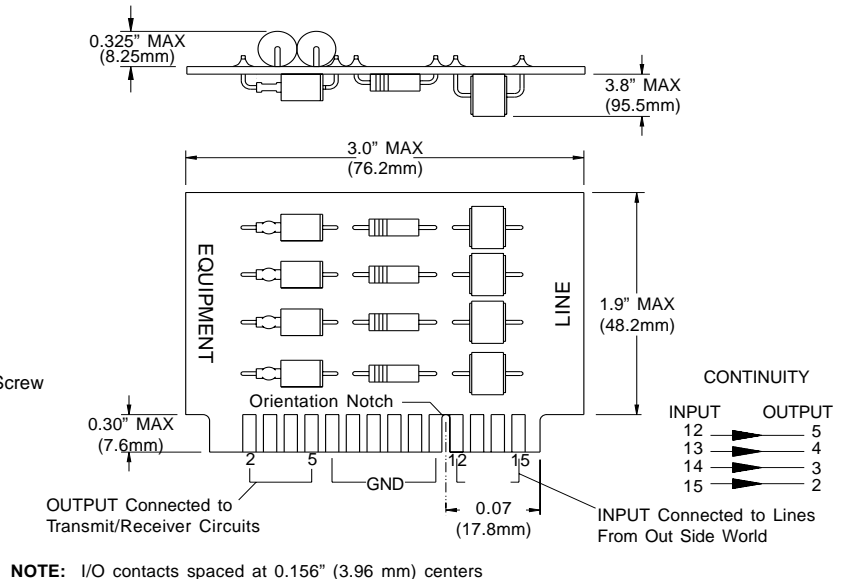 0.325” MAX
(8.25mm)
3.8” MAX
(95.5mm)
3.0” MAX
(76.2mm)
EQUIPMENT
LINE
1.9” MAX
(48.2mm)
Screw
Orientation Notch
0.30” MAX
(7.6mm)
2 5 12 15
GND
OUTPUT Connected to
Transmit/Receiver Circuits
0.07
(17.8mm)
INPUT Connected to Lines
From Out Side World
CONTINUITY
INPUT OUTPUT
12 5
13 4
14 3
15 2
NOTE: I/O contacts spaced at 0.156” (3.96 mm) centers